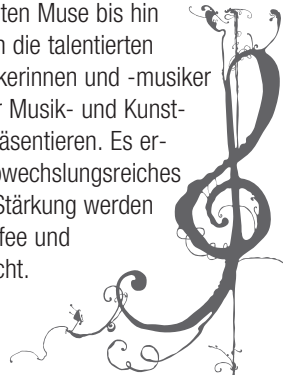 ten Muse bis hin
die talentierten
kerinnen und -musiker
Musik- und Kunst-
äsentieren. Es er-
wechslungsreiches
Stärkung werden
fee und
cht.